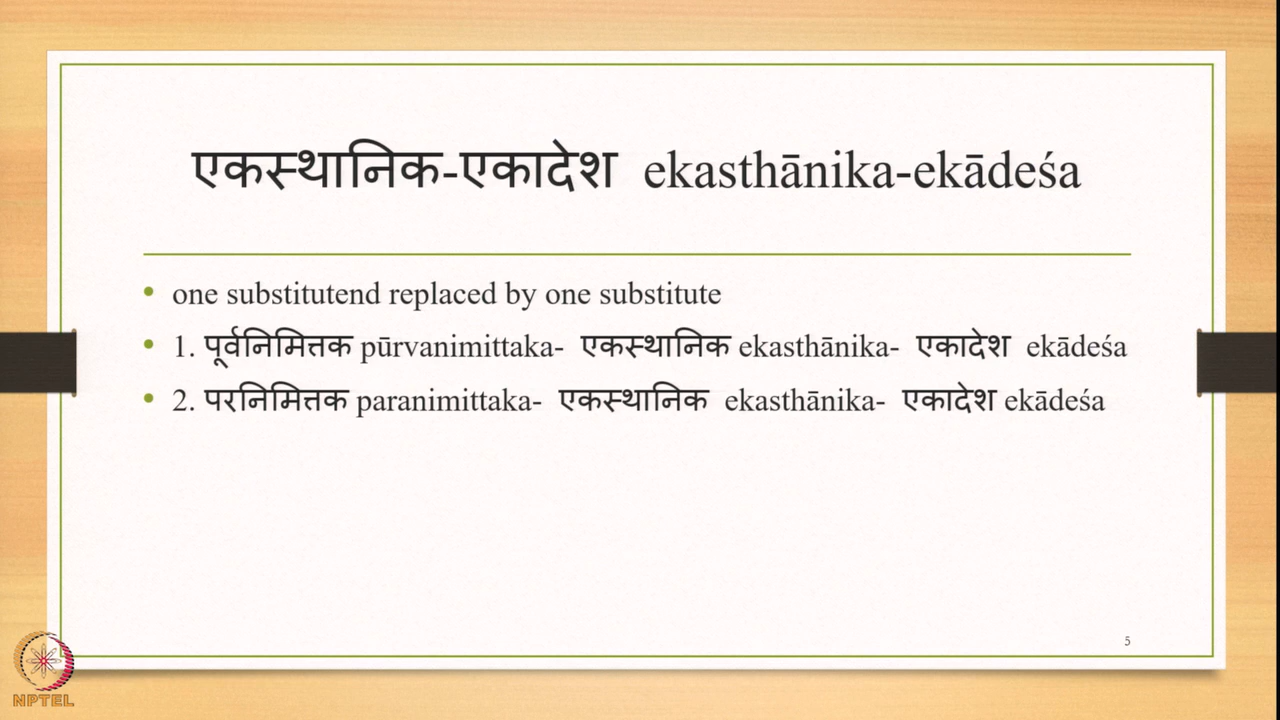 एकस्थानिक-एकादेश ekasthānika-ekādeśa
• one substitutend replaced by one substitute
• 1. पूर्वनिमित्तक pūrvanimittaka- एकस्थानिक ekasthānika- एकादेश ekādeśa
• 2. परनिमित्तक paranimittaka- एकस्थानिक ekasthānika- एकादेश ekādeśa
5
NPTEL